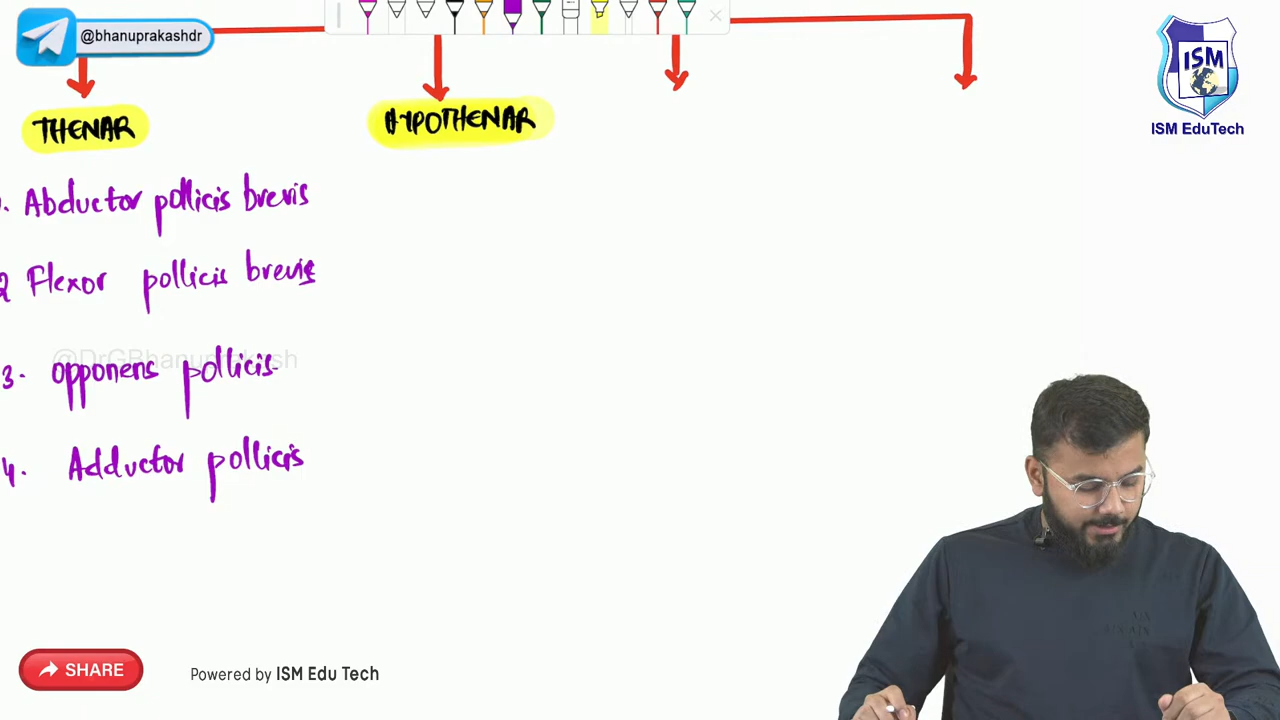 @bhanuprakashdr
ISM
ISM EduTech
THENAR
HYPOTHENAR
1. Abductor pollicis brevis
2 Flexor pollicis brevis
@DrGBhanuprakash
3. opponens pollicis
4. Adductor pollicis
SHARE
Powered by ISM Edu Tech